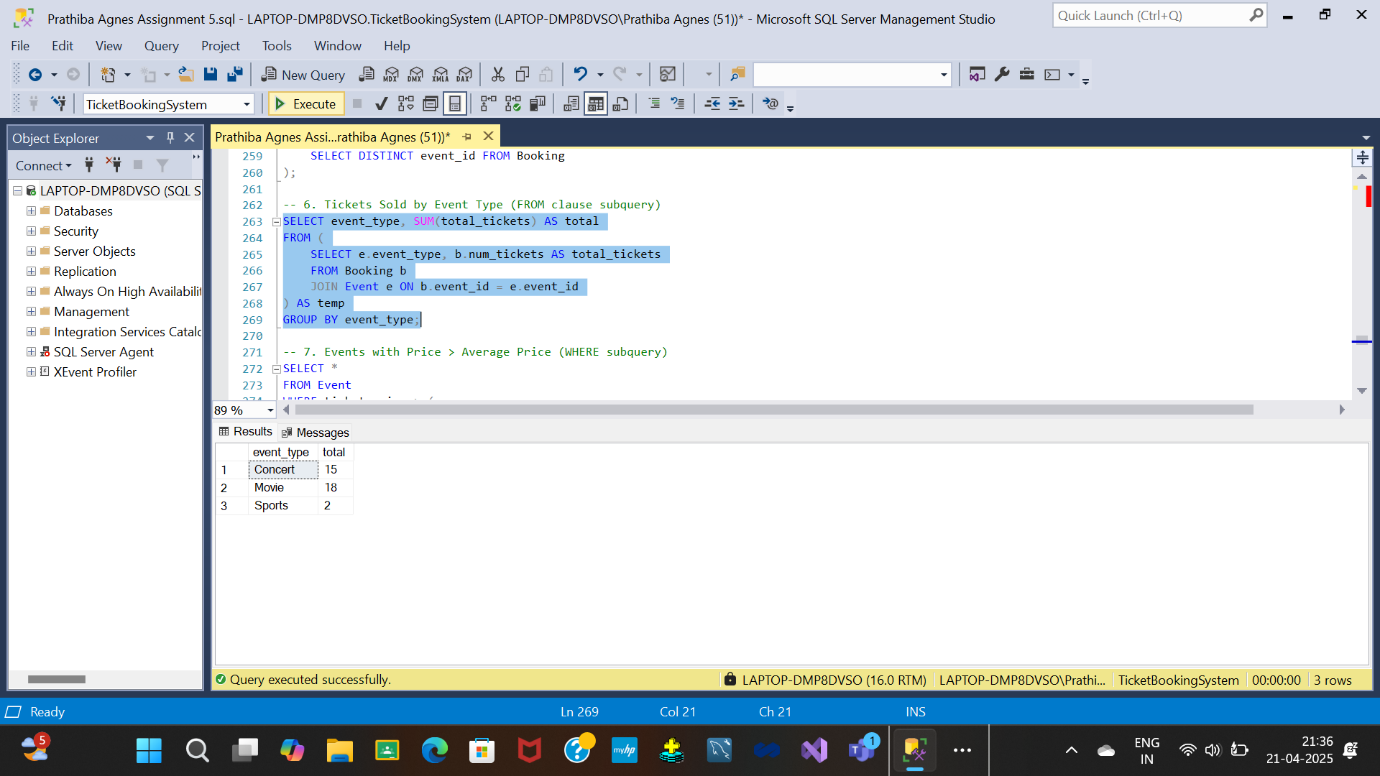 Prathiba Agnes Assignment 5.sql - LAPTOP-DMP8DVSO.TicketBookingSystem (LAPTOP-DMP8DVSO\Prathiba Agnes (51))* - Microsoft SQL Server Management Studio
Quick Launch (Ctrl+Q)
File Edit View Query Project Tools Window Help
New Query MDX DMX XMLA DAX
TicketBookingSystem Execute
Object Explorer
Connect
LAPTOP-DMP8DVSO (SQL S
Databases
Security
Server Objects
Replication
Always On High Availabilit
Management
Integration Services Catalo
SQL Server Agent
XEvent Profiler
Prathiba Agnes Assi...rathiba Agnes (51))*
259 SELECT DISTINCT event_id FROM Booking
260 );
261
262 -- 6. Tickets Sold by Event Type (FROM clause subquery)
263 SELECT event_type, SUM(total_tickets) AS total
264 FROM (
265 SELECT e.event_type, b.num_tickets AS total_tickets
266 FROM Booking b
267 JOIN Event e ON b.event_id = e.event_id
268 ) AS temp
269 GROUP BY event_type;
270
271 -- 7. Events with Price > Average Price (WHERE subquery)
272 SELECT *
273 FROM Event
89 %
Results Messages
event_type total
1 Concert 15
2 Movie 18
3 Sports 2
Query executed successfully. LAPTOP-DMP8DVSO (16.0 RTM) LAPTOP-DMP8DVSO\Prathi... TicketBookingSystem 00:00:00 3 rows
Ready Ln 269 Col 21 Ch 21 INS
5
myhp
1
ENG
IN
21:36
21-04-2025